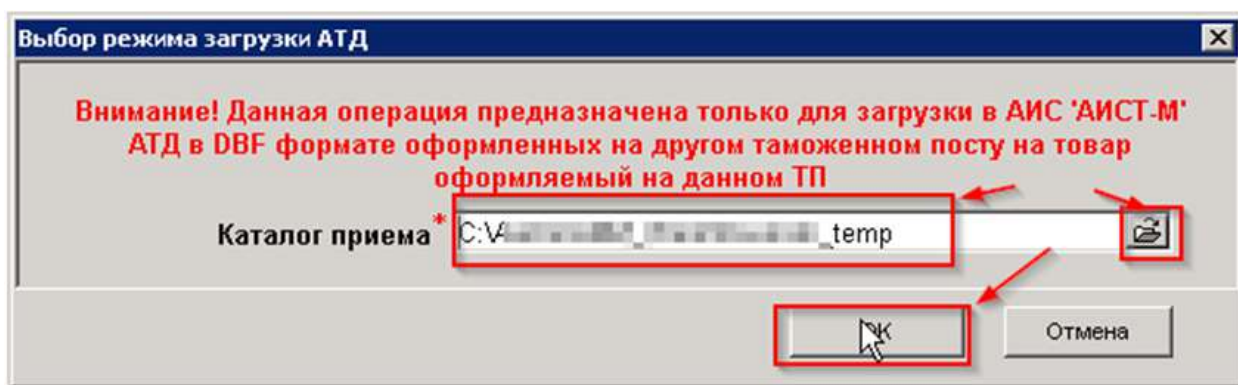 Выбор режима загрузки АТД
Внимание! Данная операция предназначена только для загрузки в АИС 'АИСТ-М'
АТД в DBF формате оформленных на другом таможенном посту на товар
оформляемый на данном ТП
Каталог приема* C:\ _temp
Отмена